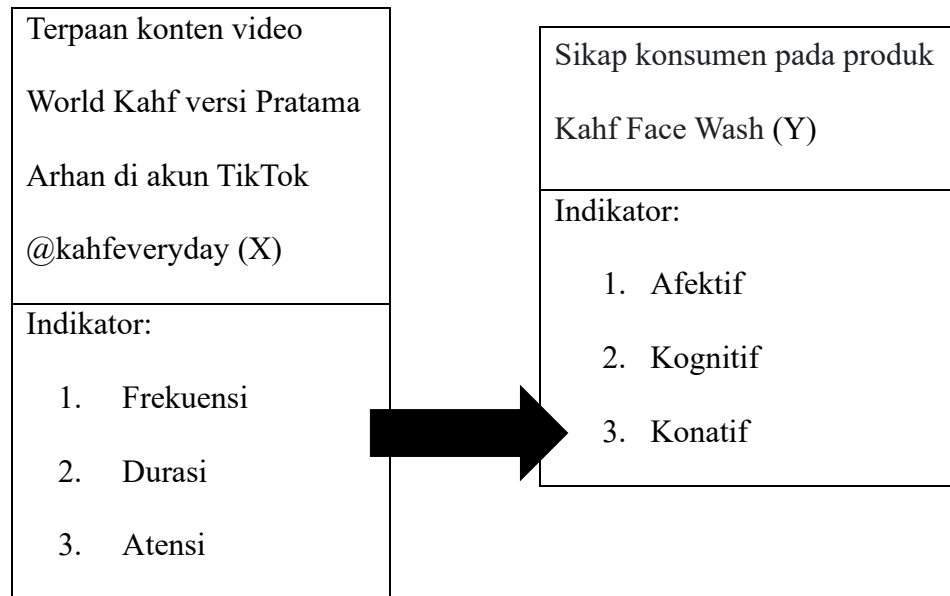 Terpaan konten video
World Kahf versi Pratama
Arhan di akun TikTok
@kahfeveryday (X)
Indikator:
1. Frekuensi
2. Durasi
3. Atensi
Sikap konsumen pada produk
Kahf Face Wash (Y)
Indikator:
1. Afektif
2. Kognitif
3. Konatif